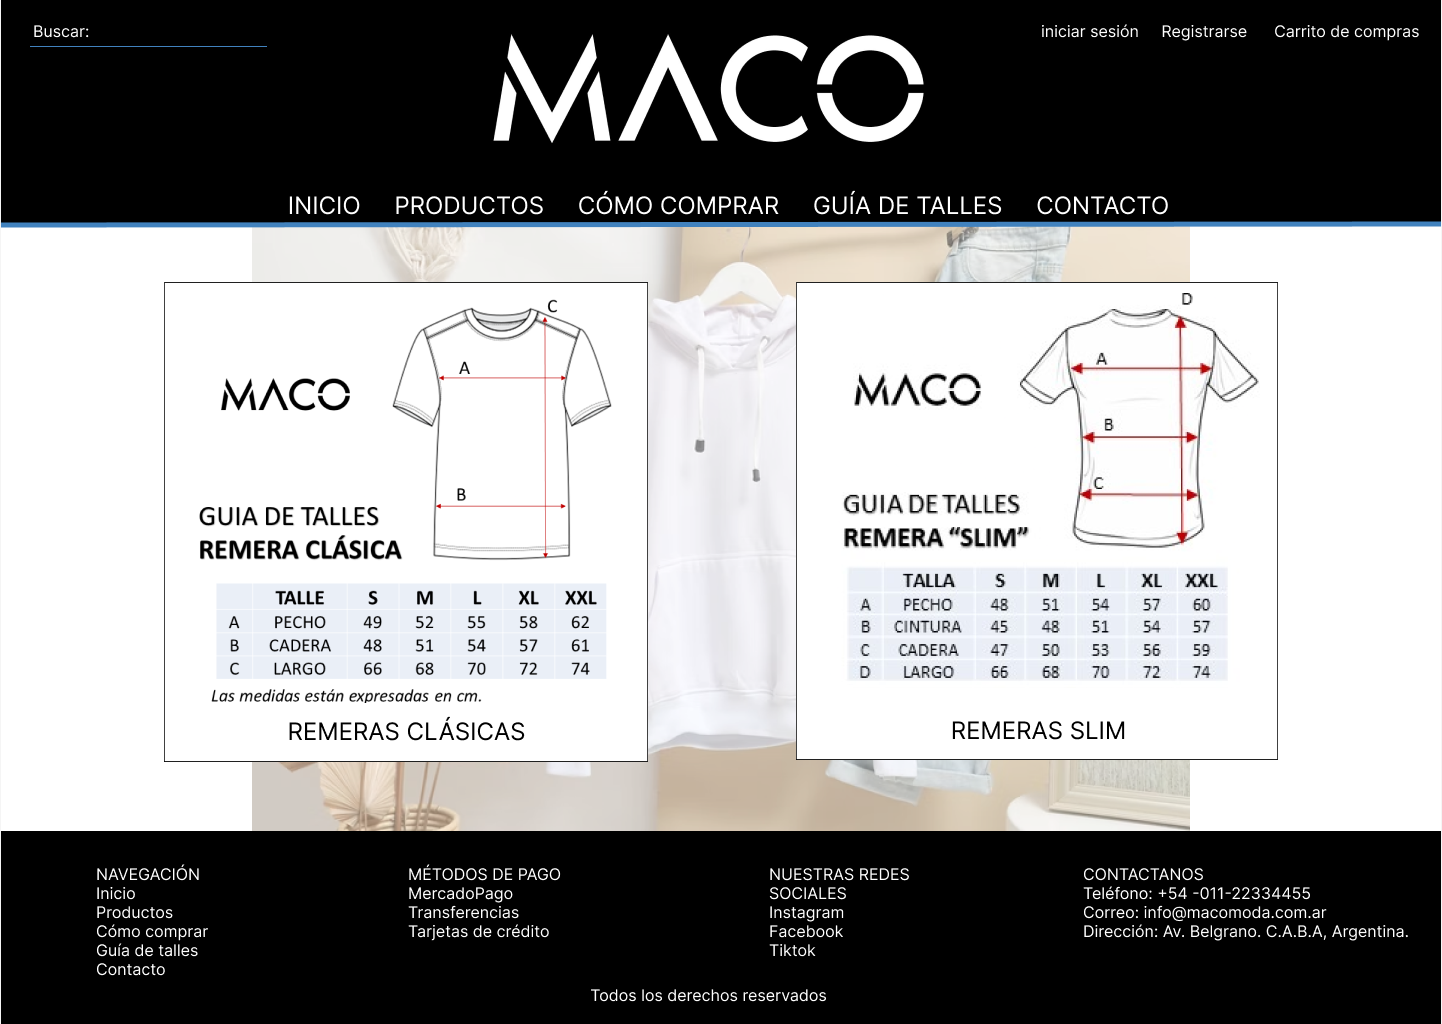 Buscar:
iniciar sesión Registrarse Carrito de compras
MACO
INICIO PRODUCTOS CÓMO COMPRAR GUÍA DE TALLES CONTACTO
C
A
B
MACO
GUIA DE TALLES
REMERA CLÁSICA
TALLE S M L XL XXL
A PECHO 49 52 55 58 62
B CADERA 48 51 54 57 61
C LARGO 66 68 70 72 74
Las medidas están expresadas en cm.
REMERAS CLÁSICAS
D
A
B
C
MACO
GUIA DE TALLES
REMERA “SLIM”
TALLA S M L XL XXL
A PECHO 48 51 54 57 60
B CINTURA 45 48 51 54 57
C CADERA 47 50 53 56 59
D LARGO 66 68 70 72 74
REMERAS SLIM
NAVEGACIÓN
Inicio
Productos
Cómo comprar
Guía de talles
Contacto
MÉTODOS DE PAGO
MercadoPago
Transferencias
Tarjetas de crédito
NUESTRAS REDES
SOCIALES
Instagram
Facebook
Tiktok
CONTACTANOS
Teléfono: +54 -011-22334455
Correo: info@macomoda.com.ar
Dirección: Av. Belgrano. C.A.B.A, Argentina.
Todos los derechos reservados